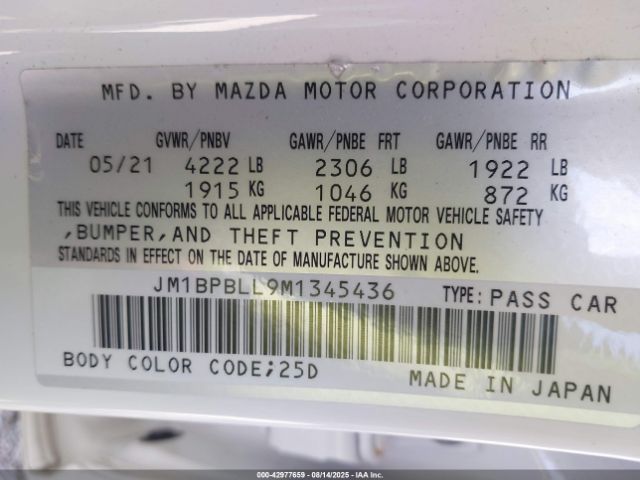 MFD. BY MAZDA MOTOR CORPORATION
DATE GVWR/PNBV GAWR/PNBE FRT GAWR/PNBE RR
05/21 4222 LB 2306 LB 1922 LB
1915 KG 1046 KG 872 KG
THIS VEHICLE CONFORMS TO ALL APPLICABLE FEDERAL MOTOR VEHICLE SAFETY
,BUMPER,AND THEFT PREVENTION
STANDARDS IN EFFECT ON THE DATE OF MANUFACTURE SHOWN ABOVE.
JM1BPBLL9M1345436 TYPE:PASS CAR
BODY COLOR CODE;25D MADE IN JAPAN
000-42977659 - 08/14/2025 - IAAI.COM